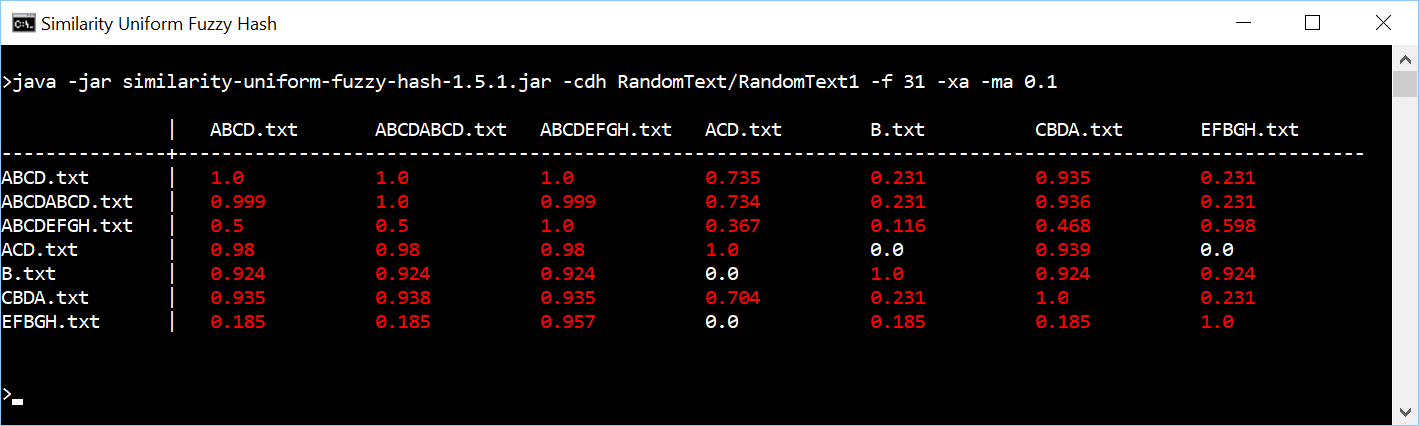 Similarity Uniform Fuzzy Hash
>java -jar similarity-uniform-fuzzy-hash-1.5.1.jar -cdh RandomText/RandomText1 -f 31 -xa -ma 0.1
               |   ABCD.txt       ABCDABCD.txt   ABCDEFGH.txt   ACD.txt        B.txt          CBDA.txt       EFBGH.txt
---------------+------------------------------------------------------------------------------------------------------------
ABCD.txt       |   1.0            1.0            1.0            0.735          0.231          0.935          0.231
ABCDABCD.txt   |   0.999          1.0            0.999          0.734          0.231          0.936          0.231
ABCDEFGH.txt   |   0.5            0.5            1.0            0.367          0.116          0.468          0.598
ACD.txt        |   0.98           0.98           0.98           1.0            0.0            0.939          0.0
B.txt          |   0.924          0.924          0.924          0.0            1.0            0.924          0.924
CBDA.txt       |   0.935          0.938          0.935          0.704          0.231          1.0            0.231
EFBGH.txt      |   0.185          0.185          0.957          0.0            0.185          0.185          1.0
>_